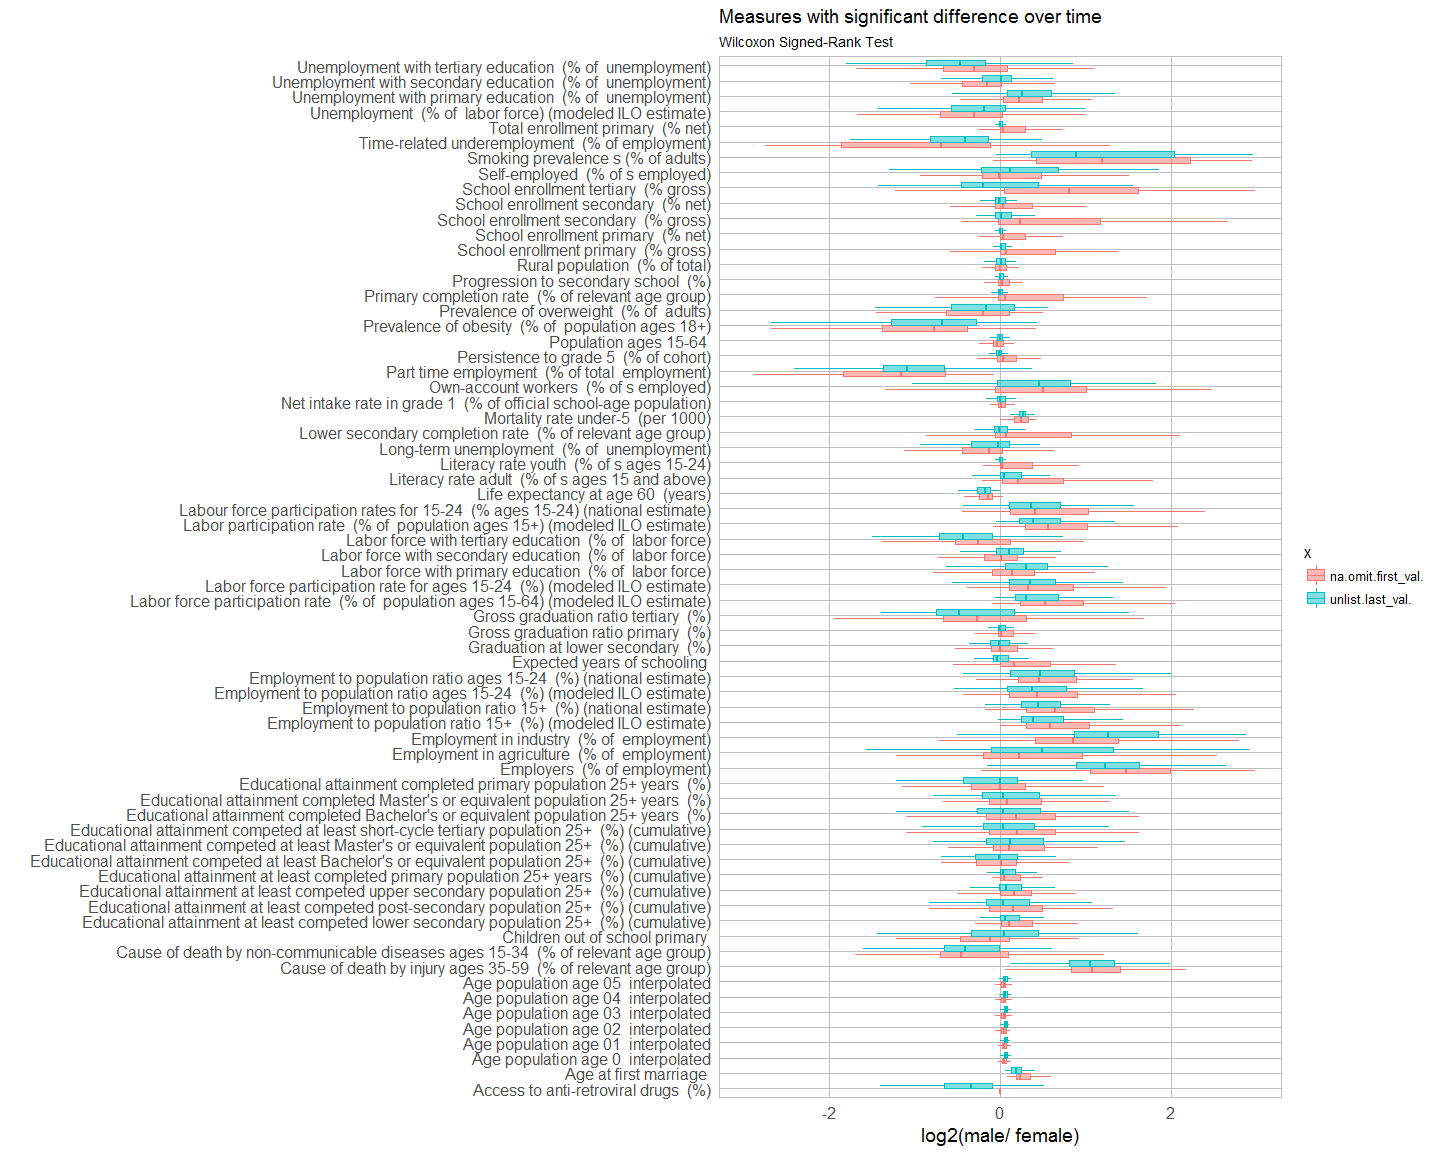 Measures with significant difference over time
Wilcoxon Signed-Rank Test
Unemployment with tertiary education  (% of  unemployment)
Unemployment with secondary education  (% of  unemployment)
Unemployment with primary education  (% of  unemployment)
Unemployment  (% of  labor force) (modeled ILO estimate)
Total enrollment primary  (% net)
Time-related underemployment  (% of employment)
Smoking prevalence s (% of adults)
Self-employed  (% of s employed)
School enrollment tertiary  (% gross)
School enrollment secondary  (% net)
School enrollment secondary  (% gross)
School enrollment primary  (% net)
School enrollment primary  (% gross)
Rural population  (% of total)
Progression to secondary school  (%)
Primary completion rate  (% of relevant age group)
Prevalence of overweight  (% of  adults)
Prevalence of obesity  (% of  population ages 18+)
Population ages 15-64
Persistence to grade 5  (% of cohort)
Part time employment  (% of total  employment)
Own-account workers  (% of s employed)
Net intake rate in grade 1  (% of official school-age population)
Mortality rate under-5  (per 1000)
Lower secondary completion rate  (% of relevant age group)
Long-term unemployment  (% of  unemployment)
Literacy rate youth  (% of s ages 15-24)
Literacy rate adult  (% of s ages 15 and above)
Life expectancy at age 60  (years)
Labour force participation rates for 15-24  (% ages 15-24) (national estimate)
Labor participation rate  (% of  population ages 15+) (modeled ILO estimate)
Labor force with tertiary education  (% of  labor force)
Labor force with secondary education  (% of  labor force)
Labor force with primary education  (% of  labor force)
Labor force participation rate for ages 15-24  (%) (modeled ILO estimate)
Labor force participation rate  (% of  population ages 15-64) (modeled ILO estimate)
Gross graduation ratio tertiary  (%)
Gross graduation ratio primary  (%)
Graduation at lower secondary  (%)
Expected years of schooling
Employment to population ratio ages 15-24  (%) (national estimate)
Employment to population ratio ages 15-24  (%) (modeled ILO estimate)
Employment to population ratio 15+  (%) (national estimate)
Employment to population ratio 15+  (%) (modeled ILO estimate)
Employment in industry  (% of  employment)
Employment in agriculture  (% of  employment)
Employers  (% of employment)
Educational attainment completed primary population 25+ years  (%)
Educational attainment completed Master's or equivalent population 25+ years  (%)
Educational attainment completed Bachelor's or equivalent population 25+ years  (%)
Educational attainment competed at least short-cycle tertiary population 25+  (%) (cumulative)
Educational attainment competed at least Master's or equivalent population 25+  (%) (cumulative)
Educational attainment competed at least Bachelor's or equivalent population 25+  (%) (cumulative)
Educational attainment at least completed primary population 25+ years  (%) (cumulative)
Educational attainment at least competed upper secondary population 25+  (%) (cumulative)
Educational attainment at least competed post-secondary population 25+  (%) (cumulative)
Educational attainment at least competed lower secondary population 25+  (%) (cumulative)
Children out of school primary
Cause of death by non-communicable diseases ages 15-34  (% of relevant age group)
Cause of death by injury ages 35-59  (% of relevant age group)
Age population age 05  interpolated
Age population age 04  interpolated
Age population age 03  interpolated
Age population age 02  interpolated
Age population age 01  interpolated
Age population age 0  interpolated
Age at first marriage
Access to anti-retroviral drugs  (%)
-2 0 2
log2(male/ female)
x
na.omit.first_val.
unlist.last_val.